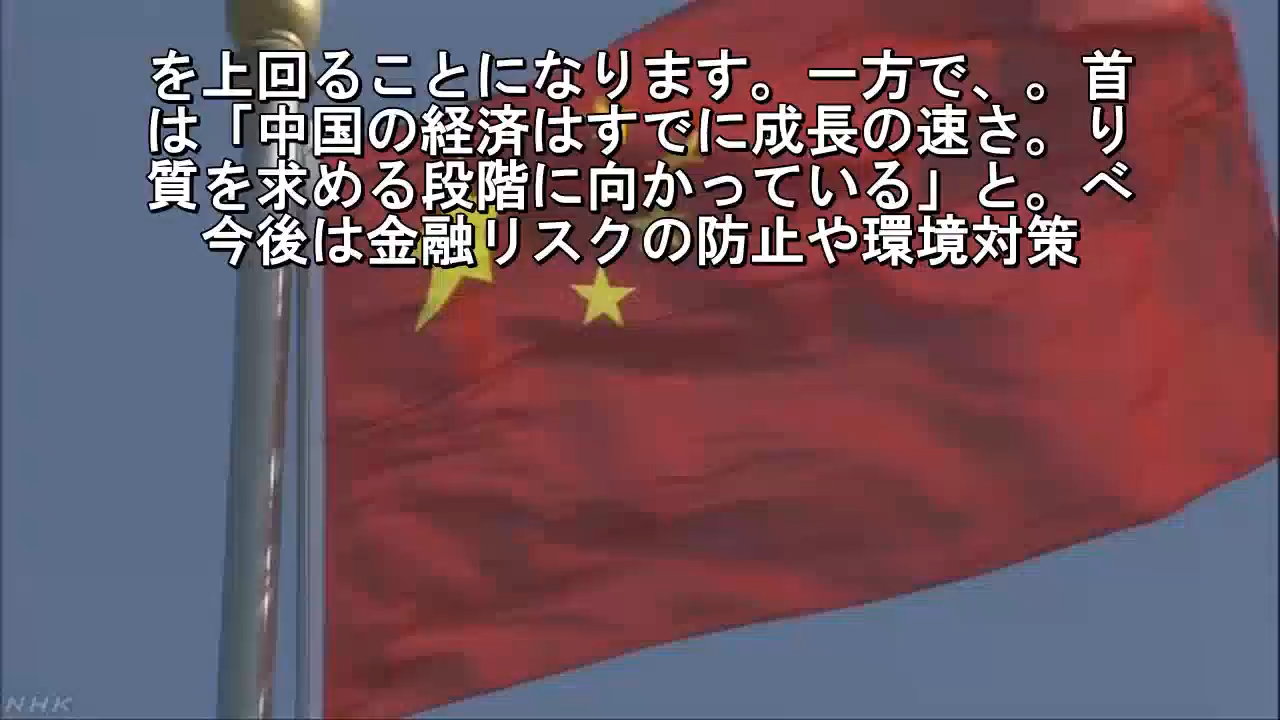 を上回ることになります。一方で、。首
は「中国の経済はすでに成長の速さ。り
質を求める段階に向かっている」と。べ
今後は金融リスクの防止や環境対策
NHK